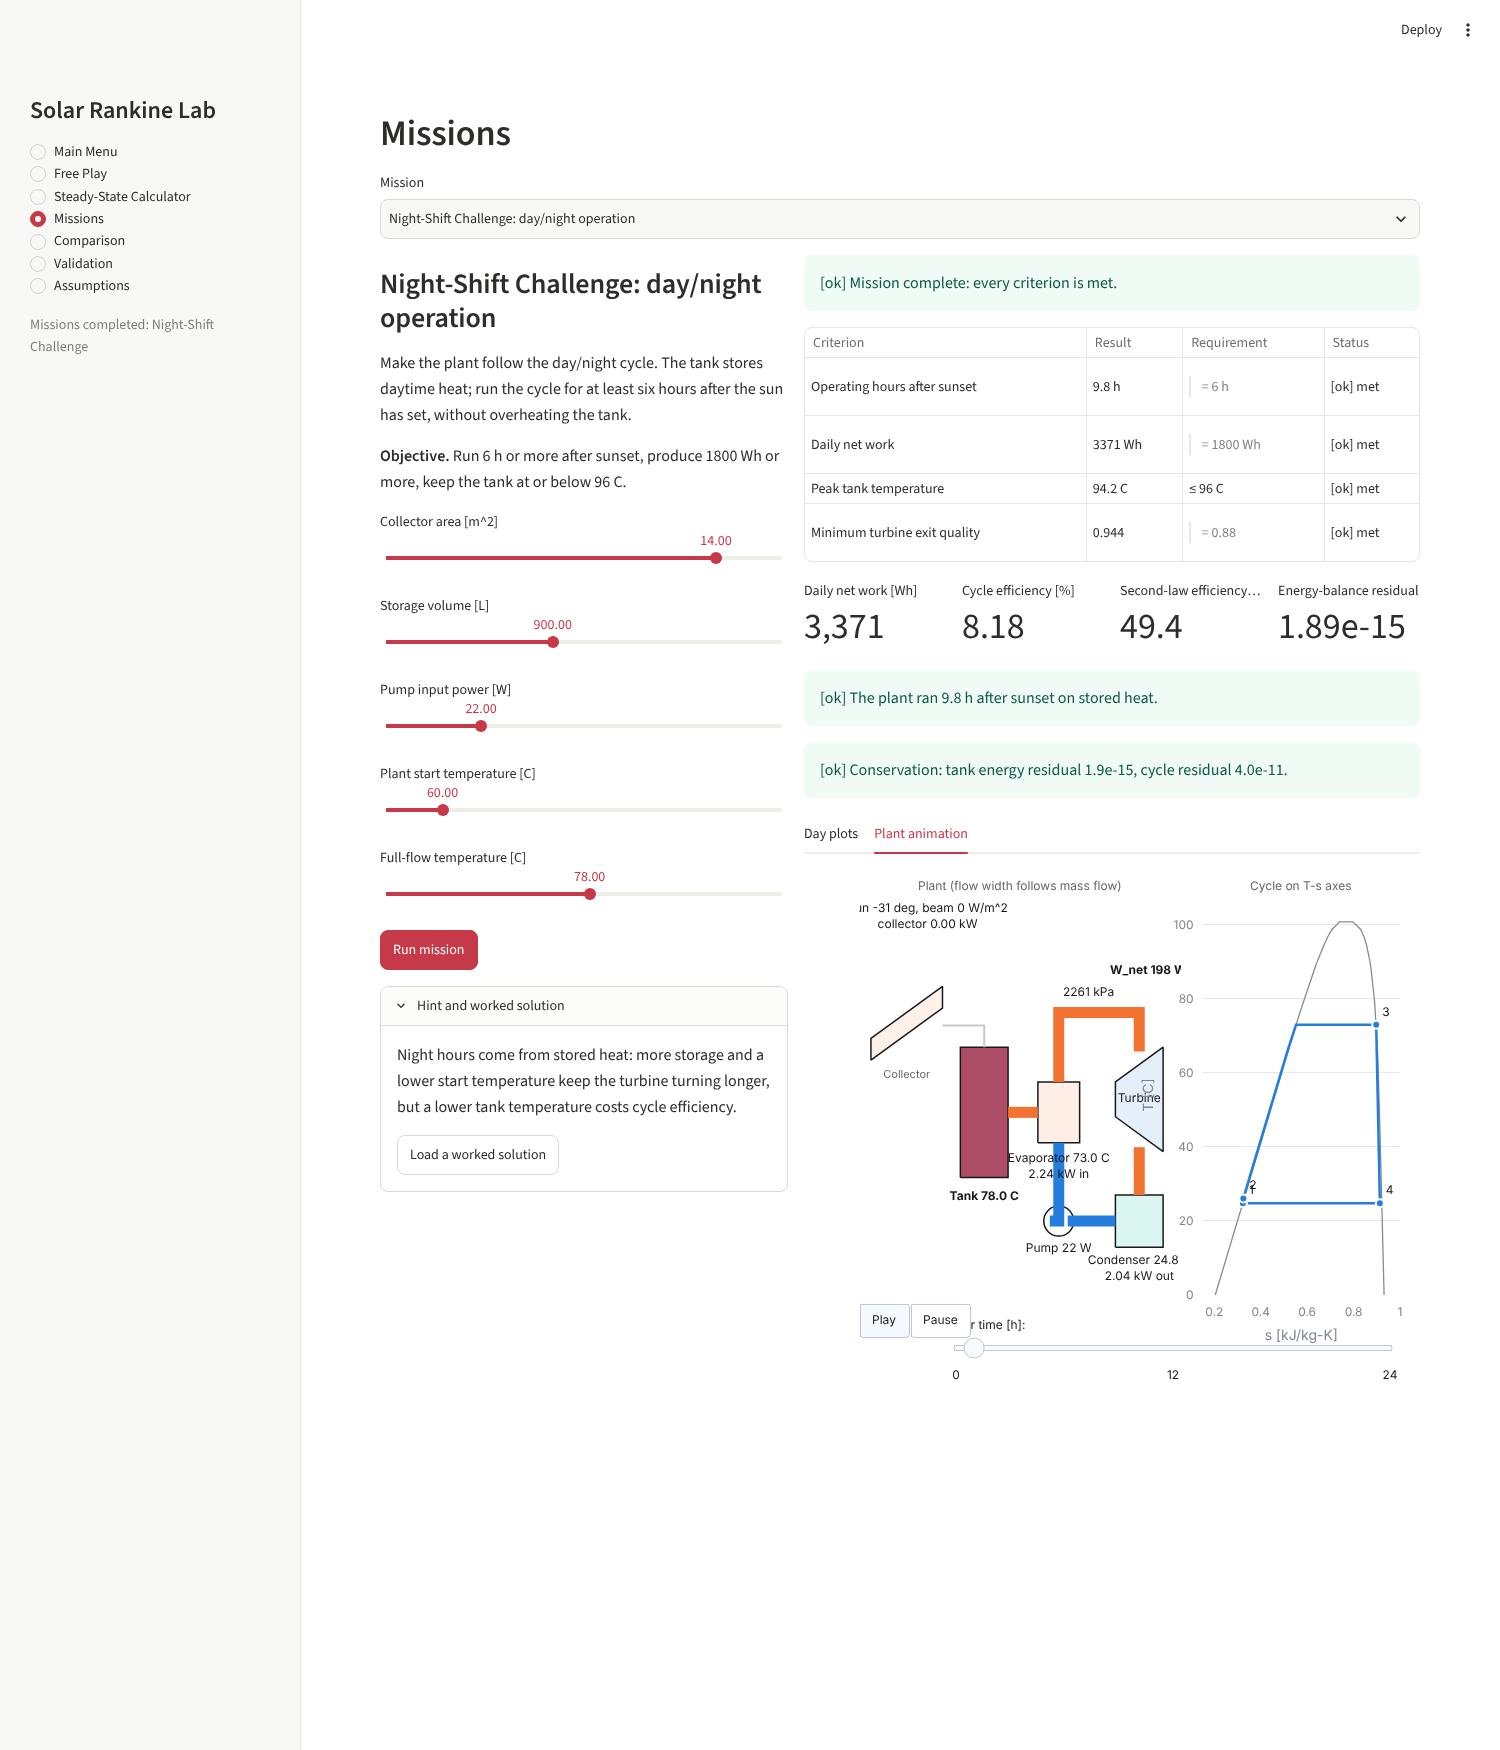 Deploy
Solar Rankine Lab
Main Menu
Free Play
Steady-State Calculator
Missions
Comparison
Validation
Assumptions
Missions completed: Night-Shift
Challenge
Missions
Mission
Night-Shift Challenge: day/night operation
Night-Shift Challenge: day/night
operation
Make the plant follow the day/night cycle. The tank stores
daytime heat; run the cycle for at least six hours after the sun
has set, without overheating the tank.
Objective. Run 6 h or more after sunset, produce 1800 Wh or
more, keep the tank at or below 96 C.
Collector area [m^2]
14.00
Storage volume [L]
900.00
Pump input power [W]
22.00
Plant start temperature [C]
60.00
Full-flow temperature [C]
78.00
Run mission
Hint and worked solution
Night hours come from stored heat: more storage and a
lower start temperature keep the turbine turning longer,
but a lower tank temperature costs cycle efficiency.
Load a worked solution
[ok] Mission complete: every criterion is met.
Criterion Result Requirement Status
Operating hours after sunset 9.8 h = 6 h [ok] met
Daily net work 3371 Wh = 1800 Wh [ok] met
Peak tank temperature 94.2 C ≤ 96 C [ok] met
Minimum turbine exit quality 0.944 = 0.88 [ok] met
Daily net work [Wh] Cycle efficiency [%] Second-law efficiency… Energy-balance residual
3,371 8.18 49.4 1.89e-15
[ok] The plant ran 9.8 h after sunset on stored heat.
[ok] Conservation: tank energy residual 1.9e-15, cycle residual 4.0e-11.
Day plots Plant animation
Plant (flow width follows mass flow)
un -31 deg, beam 0 W/m^2
collector 0.00 kW
W_net 198 W
2261 kPa
Collector
Turbine
Evaporator 73.0 C
2.24 kW in
Tank 78.0 C
Pump 22 W
Condenser 24.8
2.04 kW out
Cycle on T-s axes
100
80
60
40
20
0
T [C]
3
2
1
4
0.2 0.4 0.6 0.8 1
s [kJ/kg-K]
Play Pause
r time [h]:
0 12 24